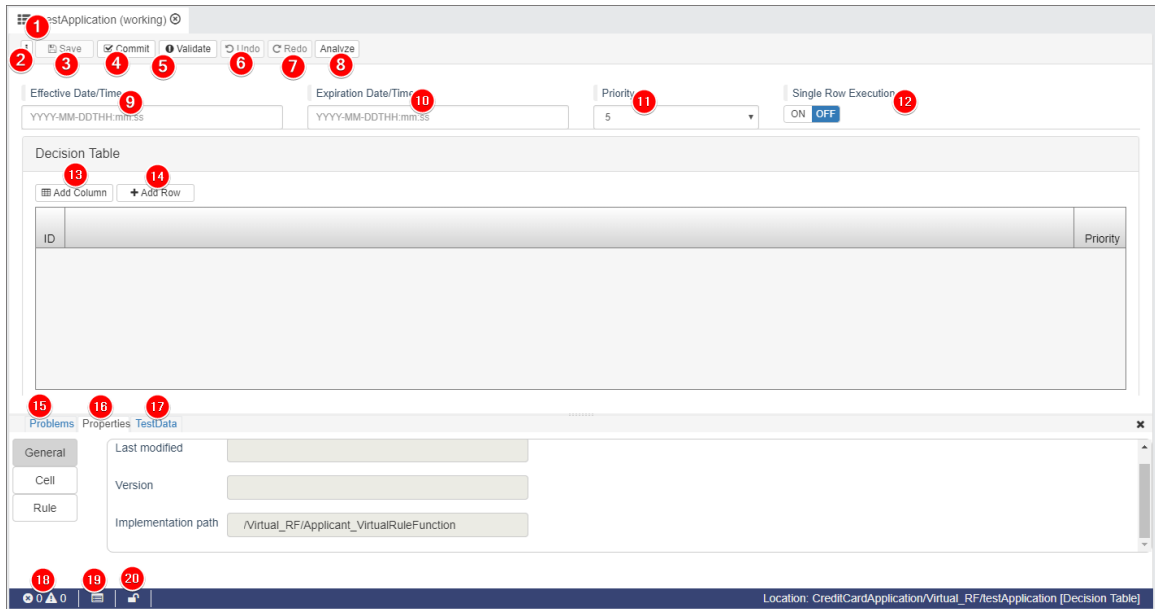 1
testApplication (working)
2
3 Save
4 Commit
5 Validate
6 Undo
7 Redo
8 Analyze
Effective Date/Time 9
Expiration Date/Time 10
Priority 11
Single Row Execution 12
YYYY-MM-DDTHH:mm:ss
YYYY-MM-DDTHH:mm:ss
5
ON OFF
Decision Table
13 14
Add Column Add Row
ID Priority
15 16 17
Problems Properties TestData
General
Cell
Rule
Last modified
Version
Implementation path /Virtual_RF/Applicant_VirtualRuleFunction
18 19 20
0 0
Location: CreditCardApplication/Virtual_RF/testApplication [Decision Table]